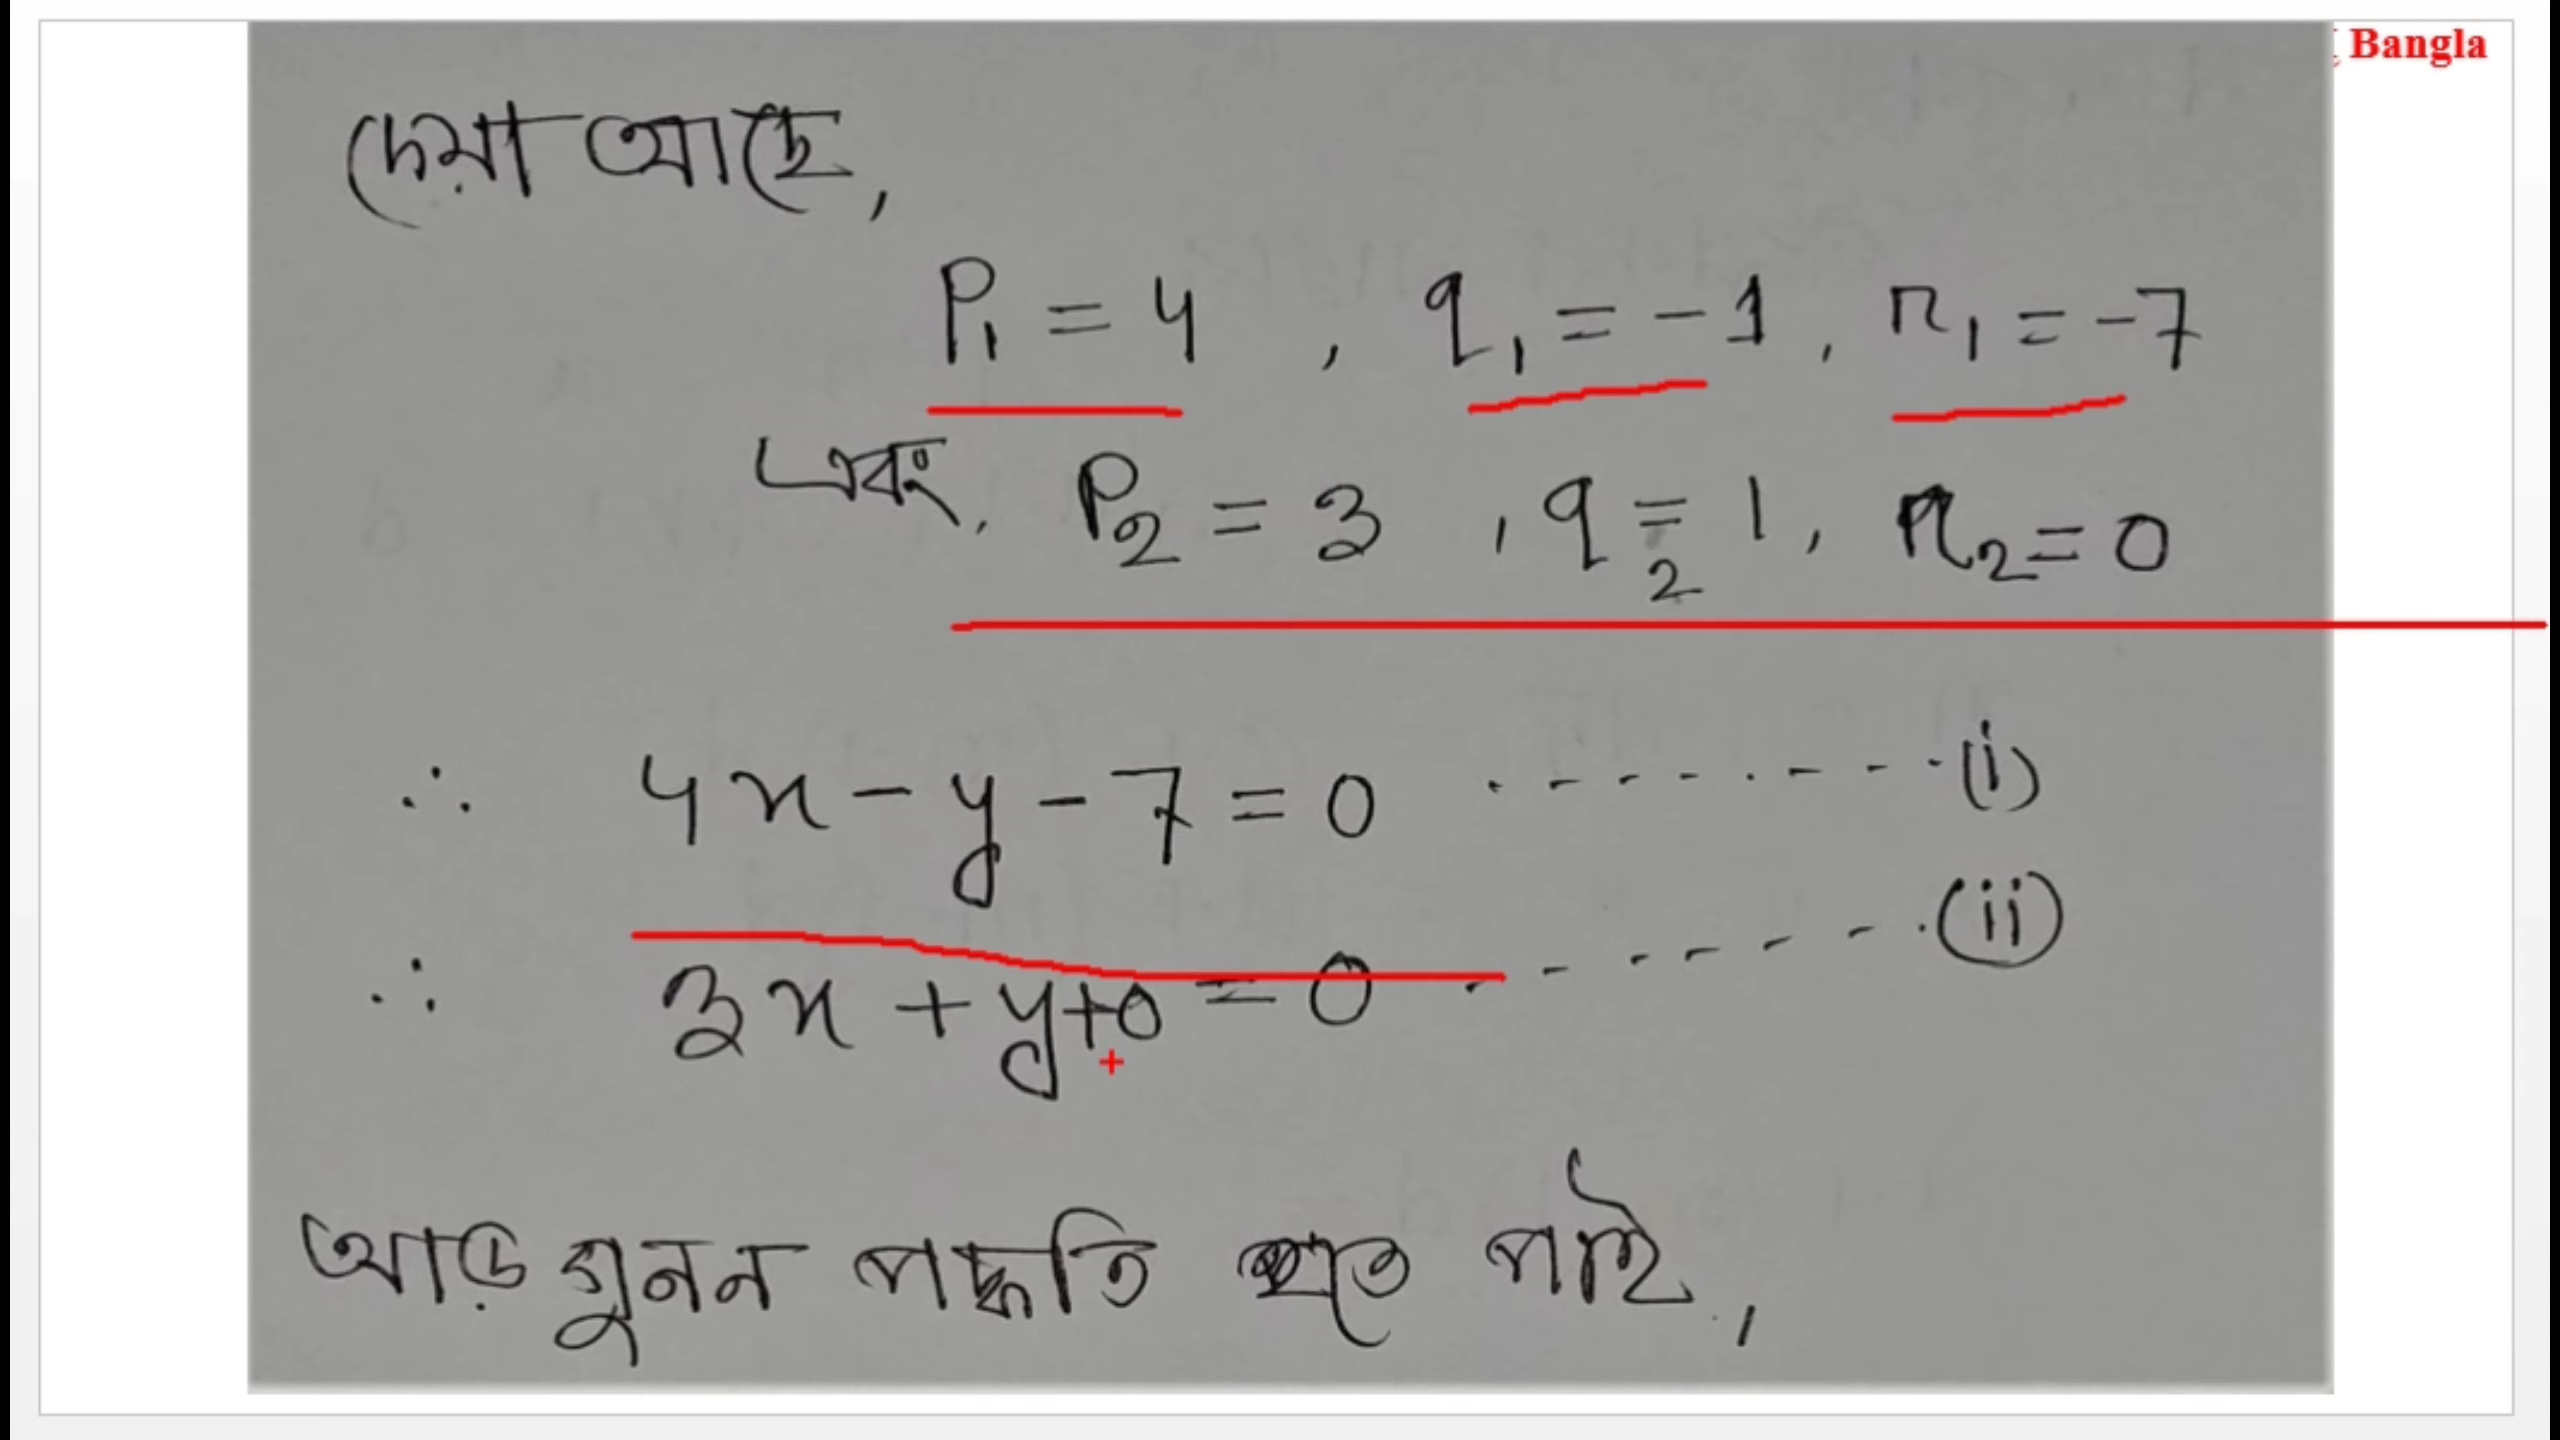 Bangla
দেয়া আছে,
P₁ = 4 , q₁ = -1 , r₁ = -7
এবং, P₂ = 3 , q₂ = 1, r₂ = 0
∴ 4x - y - 7 = 0 ......... (i)
∴ 3x + y + 0 = 0 ....... (ii)
আড় গুনন পদ্ধতি হতে পাই,